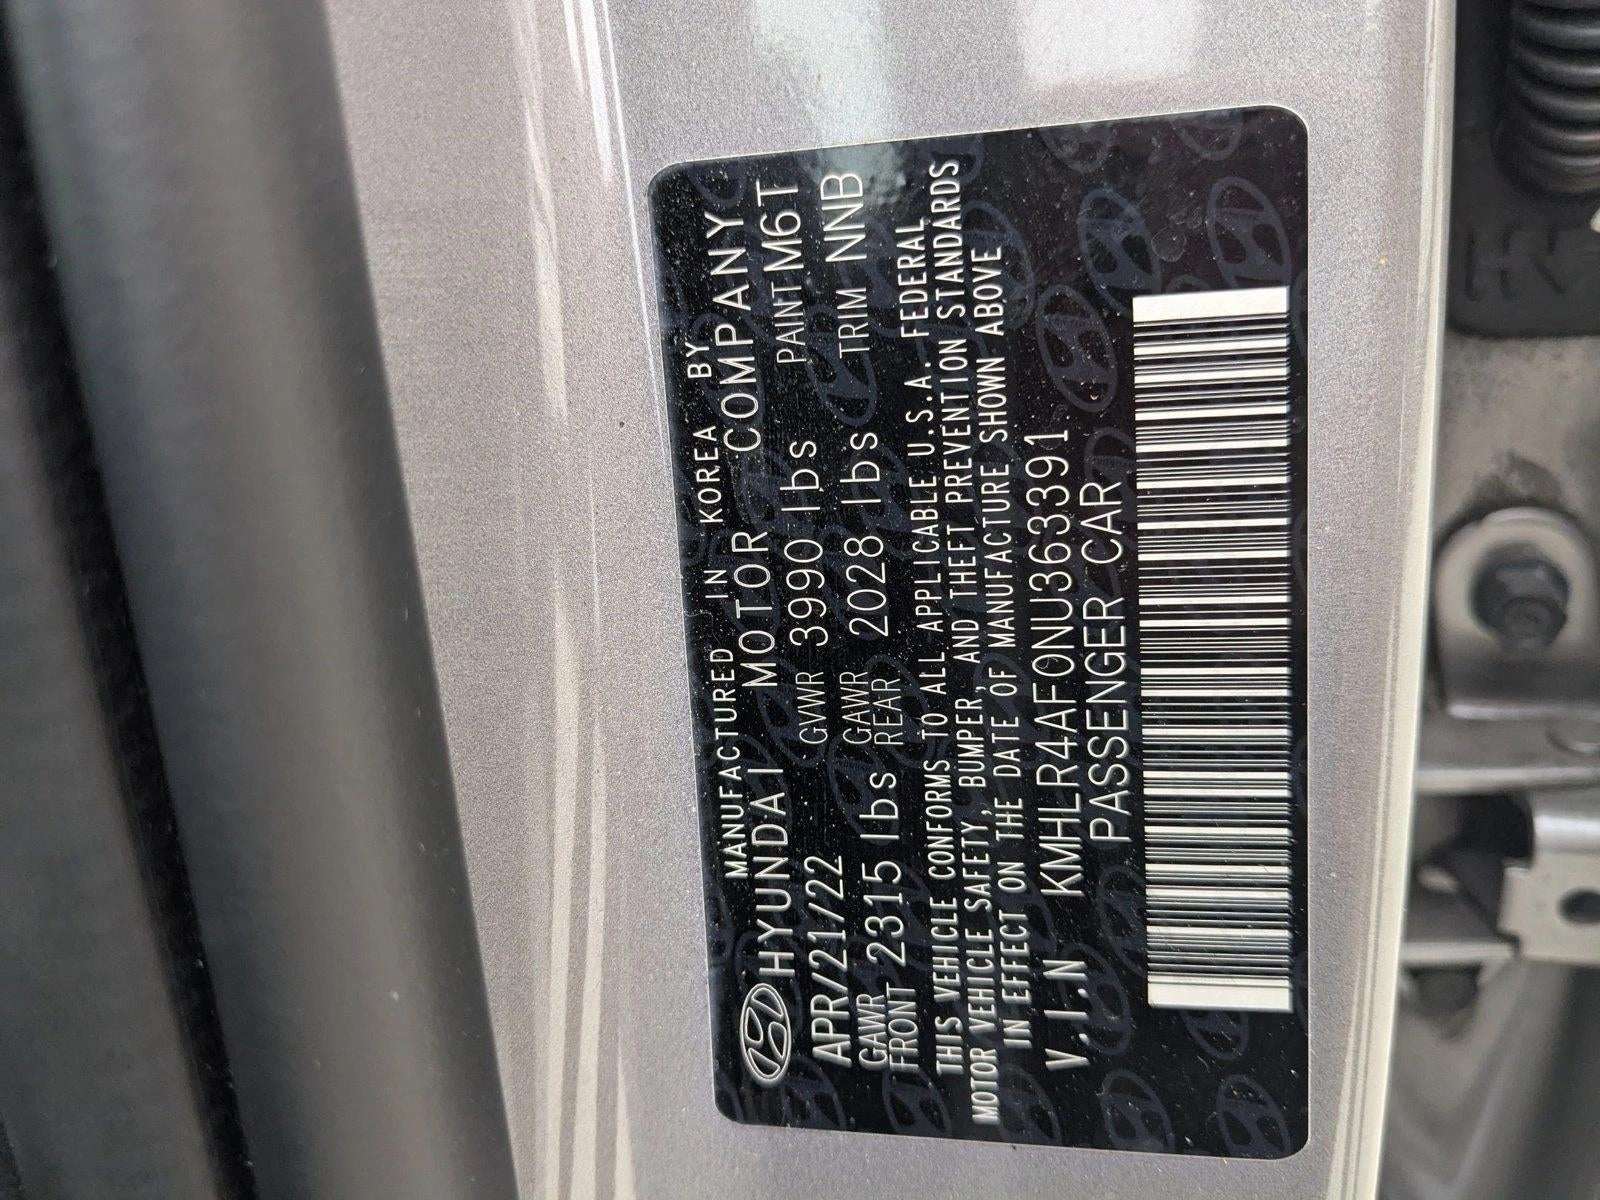 MANUFACTURED IN KOREA BY
HYUNDAI MOTOR COMPANY
APR/21/22 GVWR 3990 lbs PAINT M6T
GAWR FRONT 2315 lbs GAWR REAR 2028 lbs TRIM NNB
THIS VEHICLE CONFORMS TO ALL APPLICABLE U.S.A. FEDERAL
MOTOR VEHICLE SAFETY, BUMPER, AND THEFT PREVENTION STANDARDS
IN EFFECT ON THE DATE OF MANUFACTURE SHOWN ABOVE
V.I.N KMHLR4AF0NU363391
PASSENGER CAR